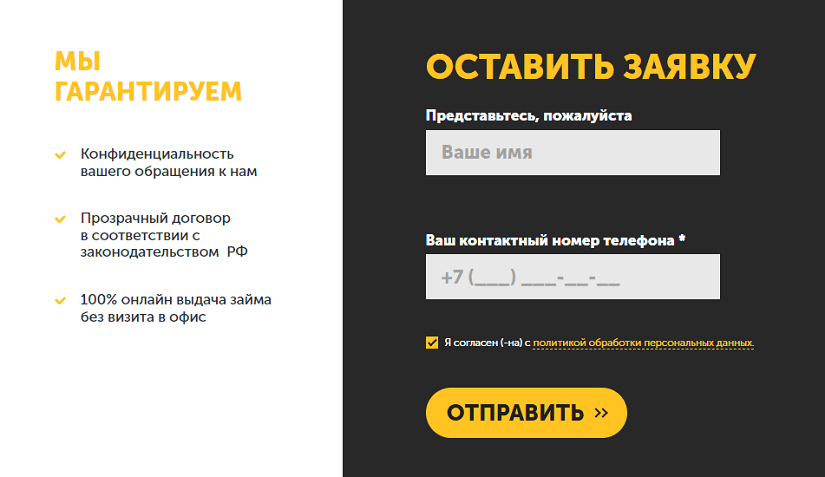 МЫ
ГАРАНТИРУЕМ
Конфиденциальность
вашего обращения к нам
Прозрачный договор
в соответствии с
законодательством РФ
100% онлайн выдача займа
без визита в офис
ОСТАВИТЬ ЗАЯВКУ
Представьтесь, пожалуйста
Ваше имя
Ваш контактный номер телефона *
+7 (___) ___-__-__
Я согласен (-на) с политикой обработки персональных данных.
ОТПРАВИТЬ >>